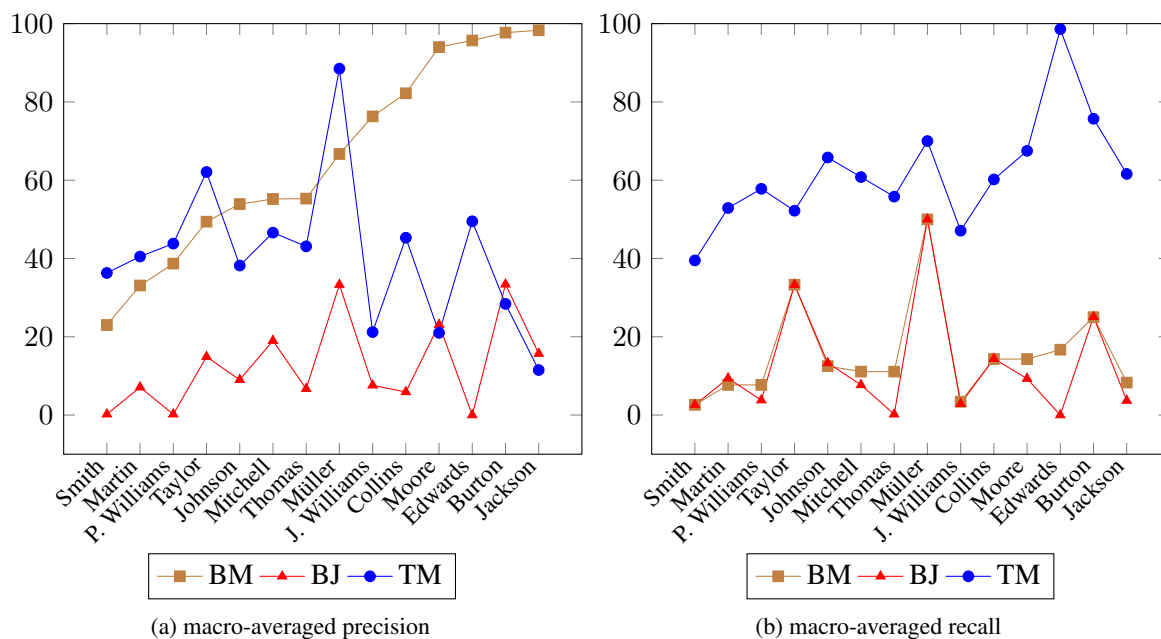 100
80
60
40
20
0
Smith
Martin
P. Williams
Taylor
Johnson
Mitchell
Thomas
Müller
J. Williams
Collins
Moore
Edwards
Burton
Jackson
BM BJ TM
(a) macro-averaged precision
100
80
60
40
20
0
Smith
Martin
P. Williams
Taylor
Johnson
Mitchell
Thomas
Müller
J. Williams
Collins
Moore
Edwards
Burton
Jackson
BM BJ TM
(b) macro-averaged recall